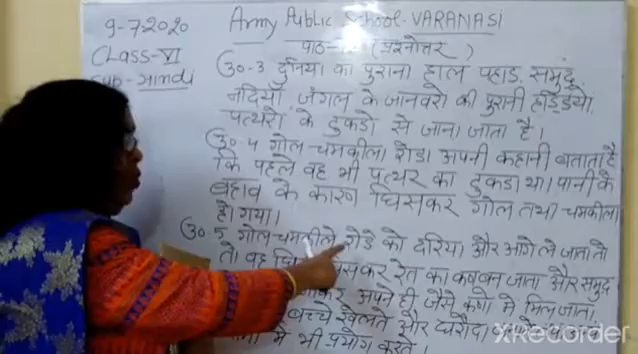 9-7-2020 Army Public School-VARANASI
Class-VI पाठ- (प्रश्नोत्तर)
Sub-Hindi
उ०-3 दुनिया का पुराना हाल पहाड़ समुद्र
नदियाँ जंगल के जानवरो की पुरानी हड्डियो
पत्थरो के टुकडो से जाना जाता है।
उ०-4 गोल चमकीला रोडा अपनी कहानी बताता है
कि पहले वह भी पत्थर का टुकडा था। पानी के
बहाव के कारण घिसकर गोल तथा चमकीला
हो गया।
उ०-5 गोल चमकीले रोडे को दरिया और आगे ले जाता तो
तो वह रेत का कण बन जाता और समुद्र
अपने ही जैसे कणो मे मिल जाता
बच्चे खेलते और घरौंदा
मे भी प्रयोग करते।
XRECORDER